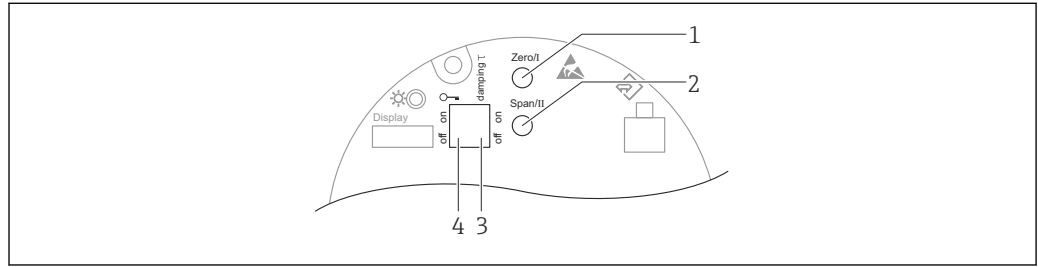 1
Zero/I
damping τ
2
Span/II
Display
on
off
on
off
4 3